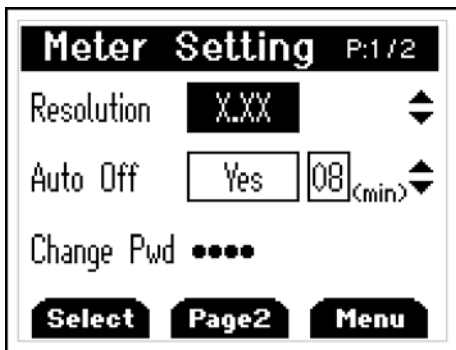 Meter Setting P:1/2
Resolution X.XX
Auto Off Yes 08 (min)
Change Pwd ●●●●
Select Page2 Menu